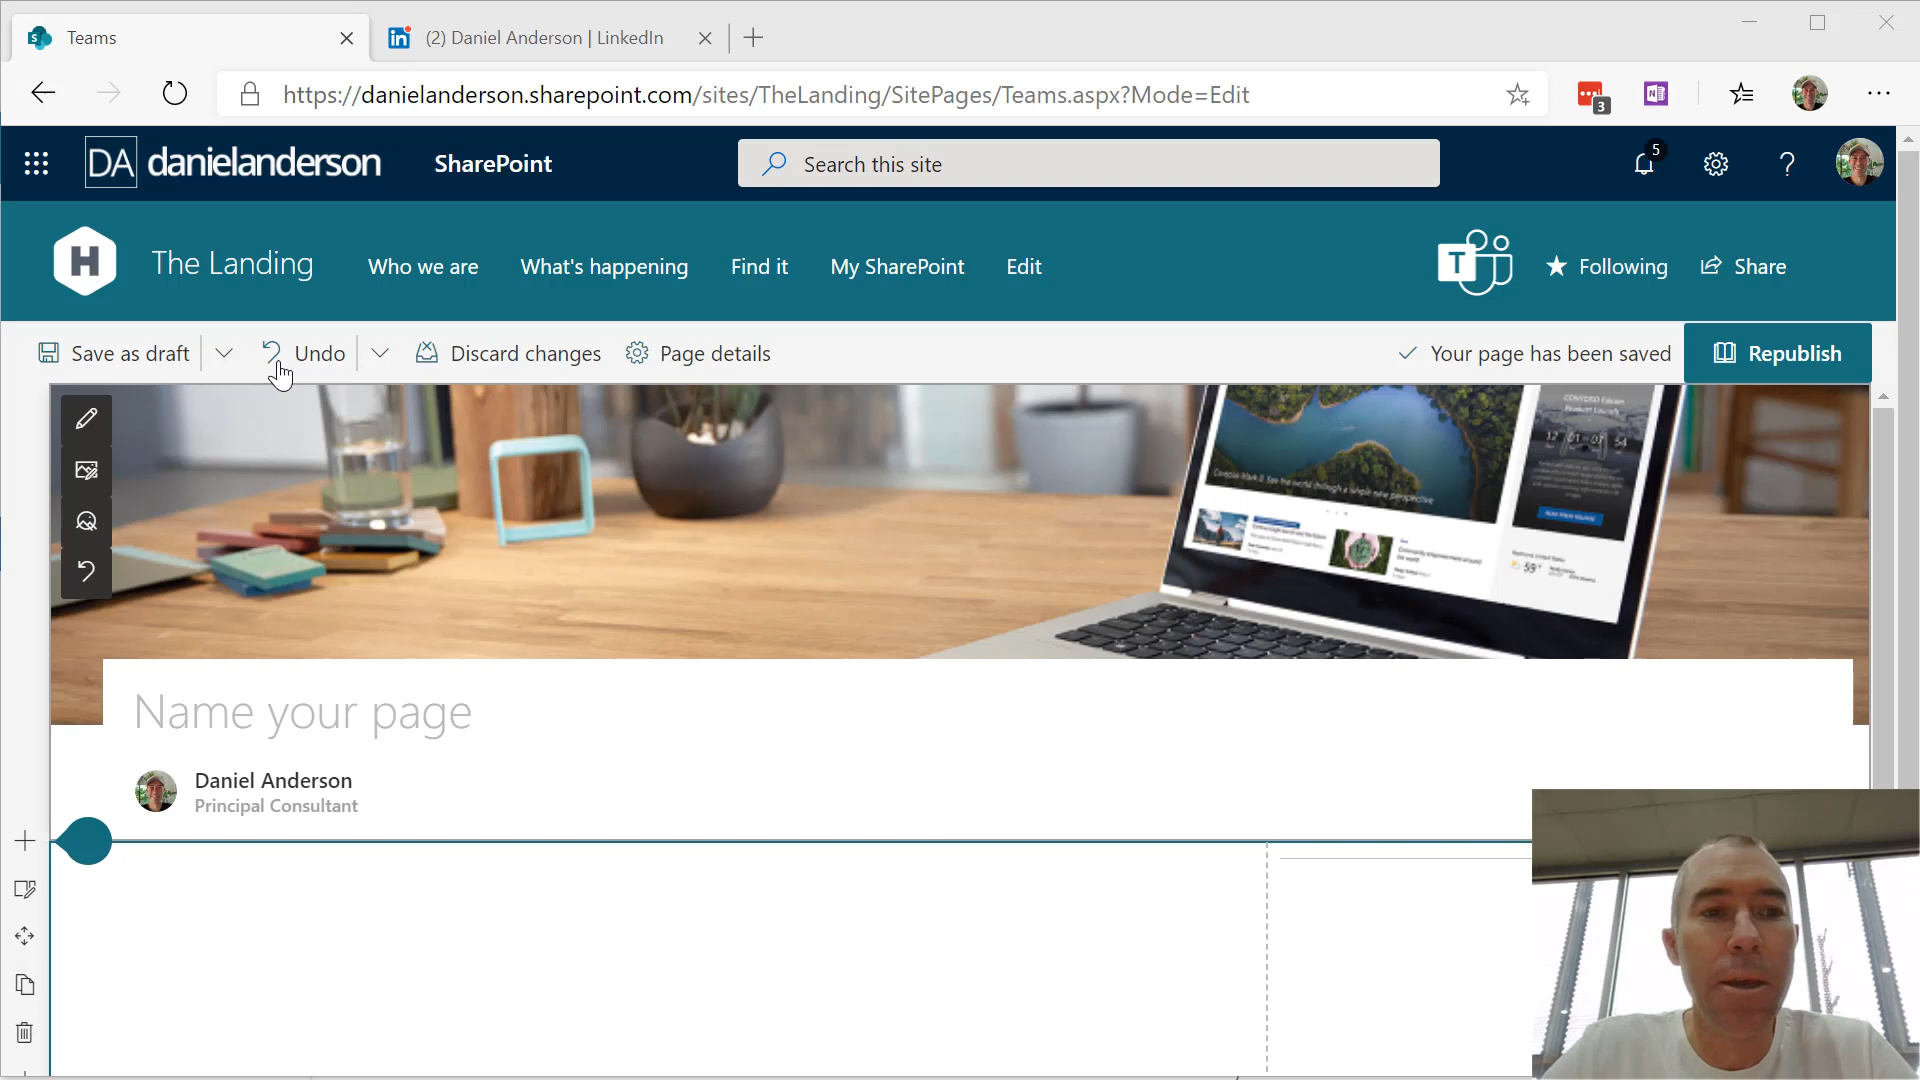 Teams
(2) Daniel Anderson | LinkedIn
https://danielanderson.sharepoint.com/sites/TheLanding/SitePages/Teams.aspx?Mode=Edit
3
DA danielanderson
SharePoint
Search this site
5
H
The Landing
Who we are
What's happening
Find it
My SharePoint
Edit
T
Following
Share
Save as draft
Undo
Discard changes
Page details
Your page has been saved
Republish
Name your page
Daniel Anderson
Principal Consultant